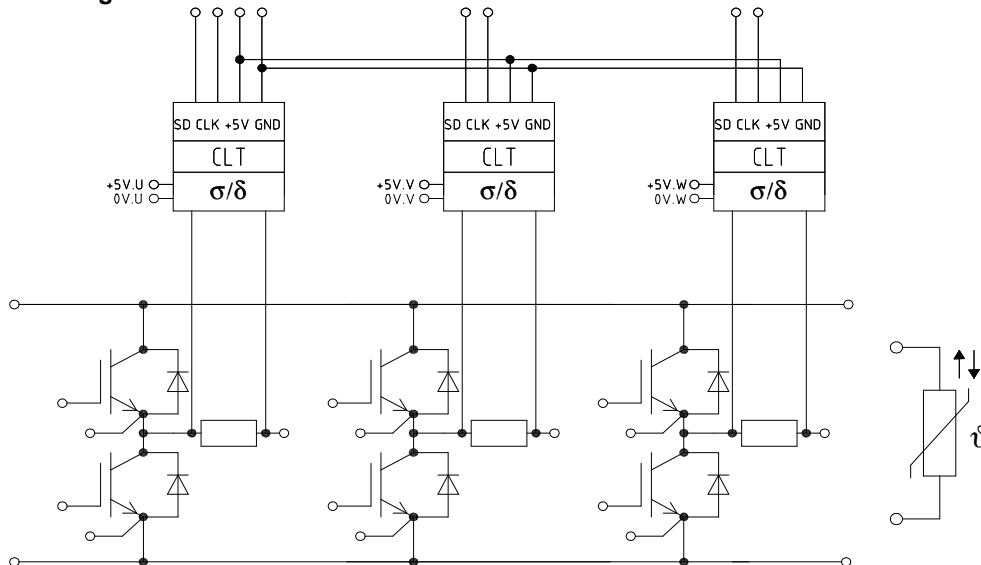 SD CLK +5V GND
SD CLK +5V GND
SD CLK +5V GND
CLT
CLT
CLT
+5V.U
0V.U
σ/δ
+5V.V
0V.V
σ/δ
+5V.W
0V.W
σ/δ
ϑ